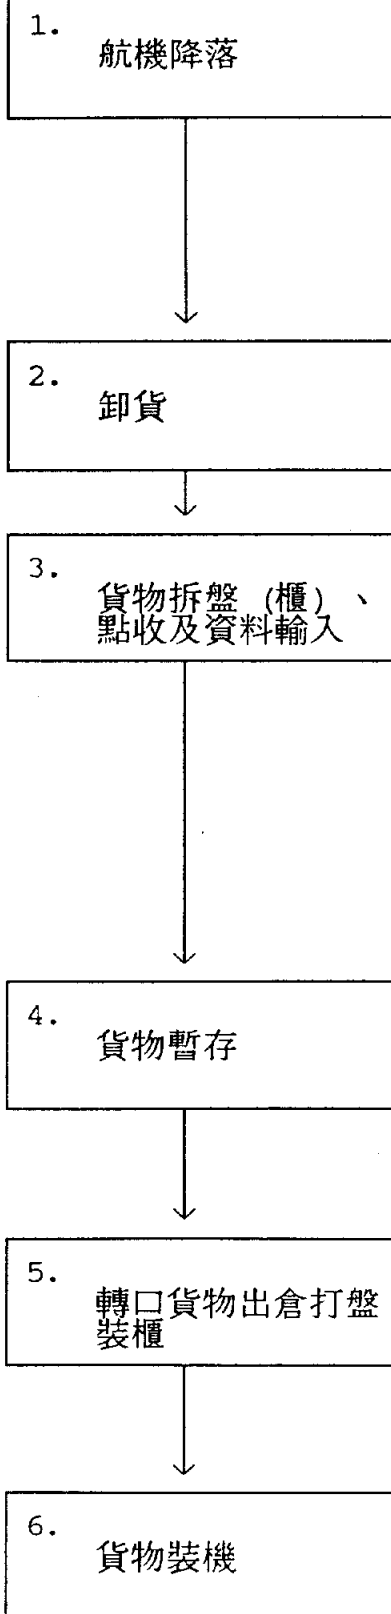 1.
航機降落
2.
卸貨
3.
貨物拆盤 (櫃) 、
點收及資料輸入
4.
貨物暫存
5.
轉口貨物出倉打盤
裝櫃
6.
貨物裝機